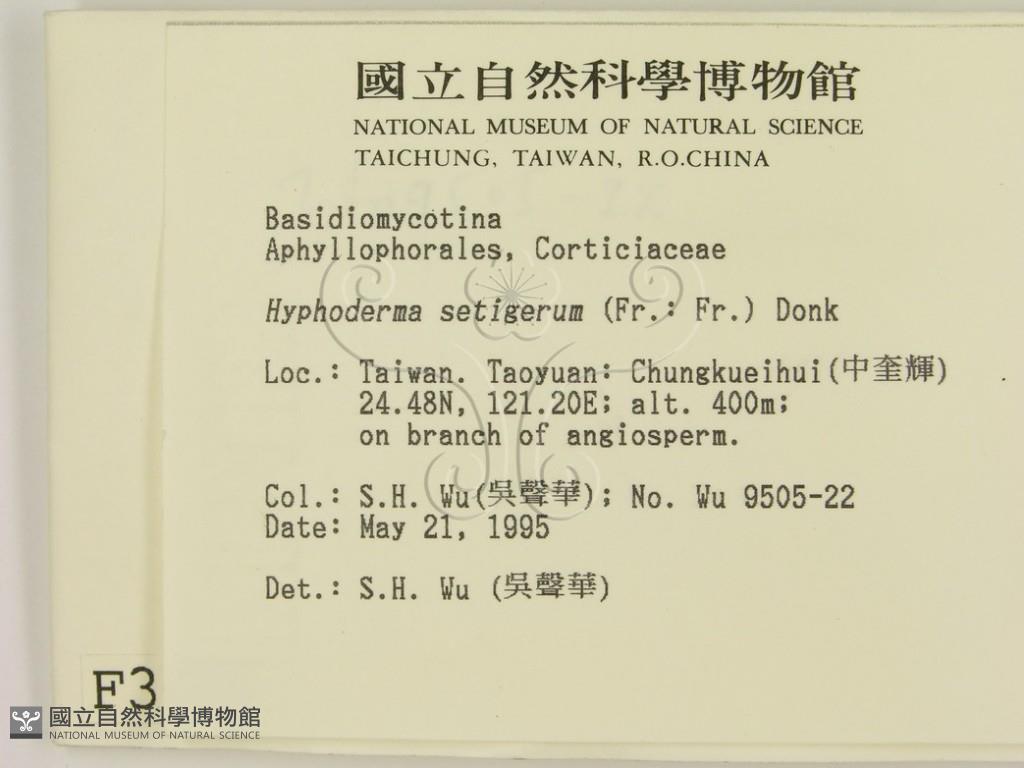 國立自然科學博物館
NATIONAL MUSEUM OF NATURAL SCIENCE
TAICHUNG, TAIWAN, R.O.CHINA
Basidiomycotina
Aphyllophorales, Corticiaceae
Hyphoderma setigerum (Fr.: Fr.) Donk
Loc.: Taiwan. Taoyuan: Chungkueihui(中奎輝)
24.48N, 121.20E; alt. 400m;
on branch of angiosperm.
Col.: S.H. Wu(吳聲華); No. Wu 9505-22
Date: May 21, 1995
Det.: S.H. Wu (吳聲華)
F3
國立自然科學博物館
NATIONAL MUSEUM OF NATURAL SCIENCE